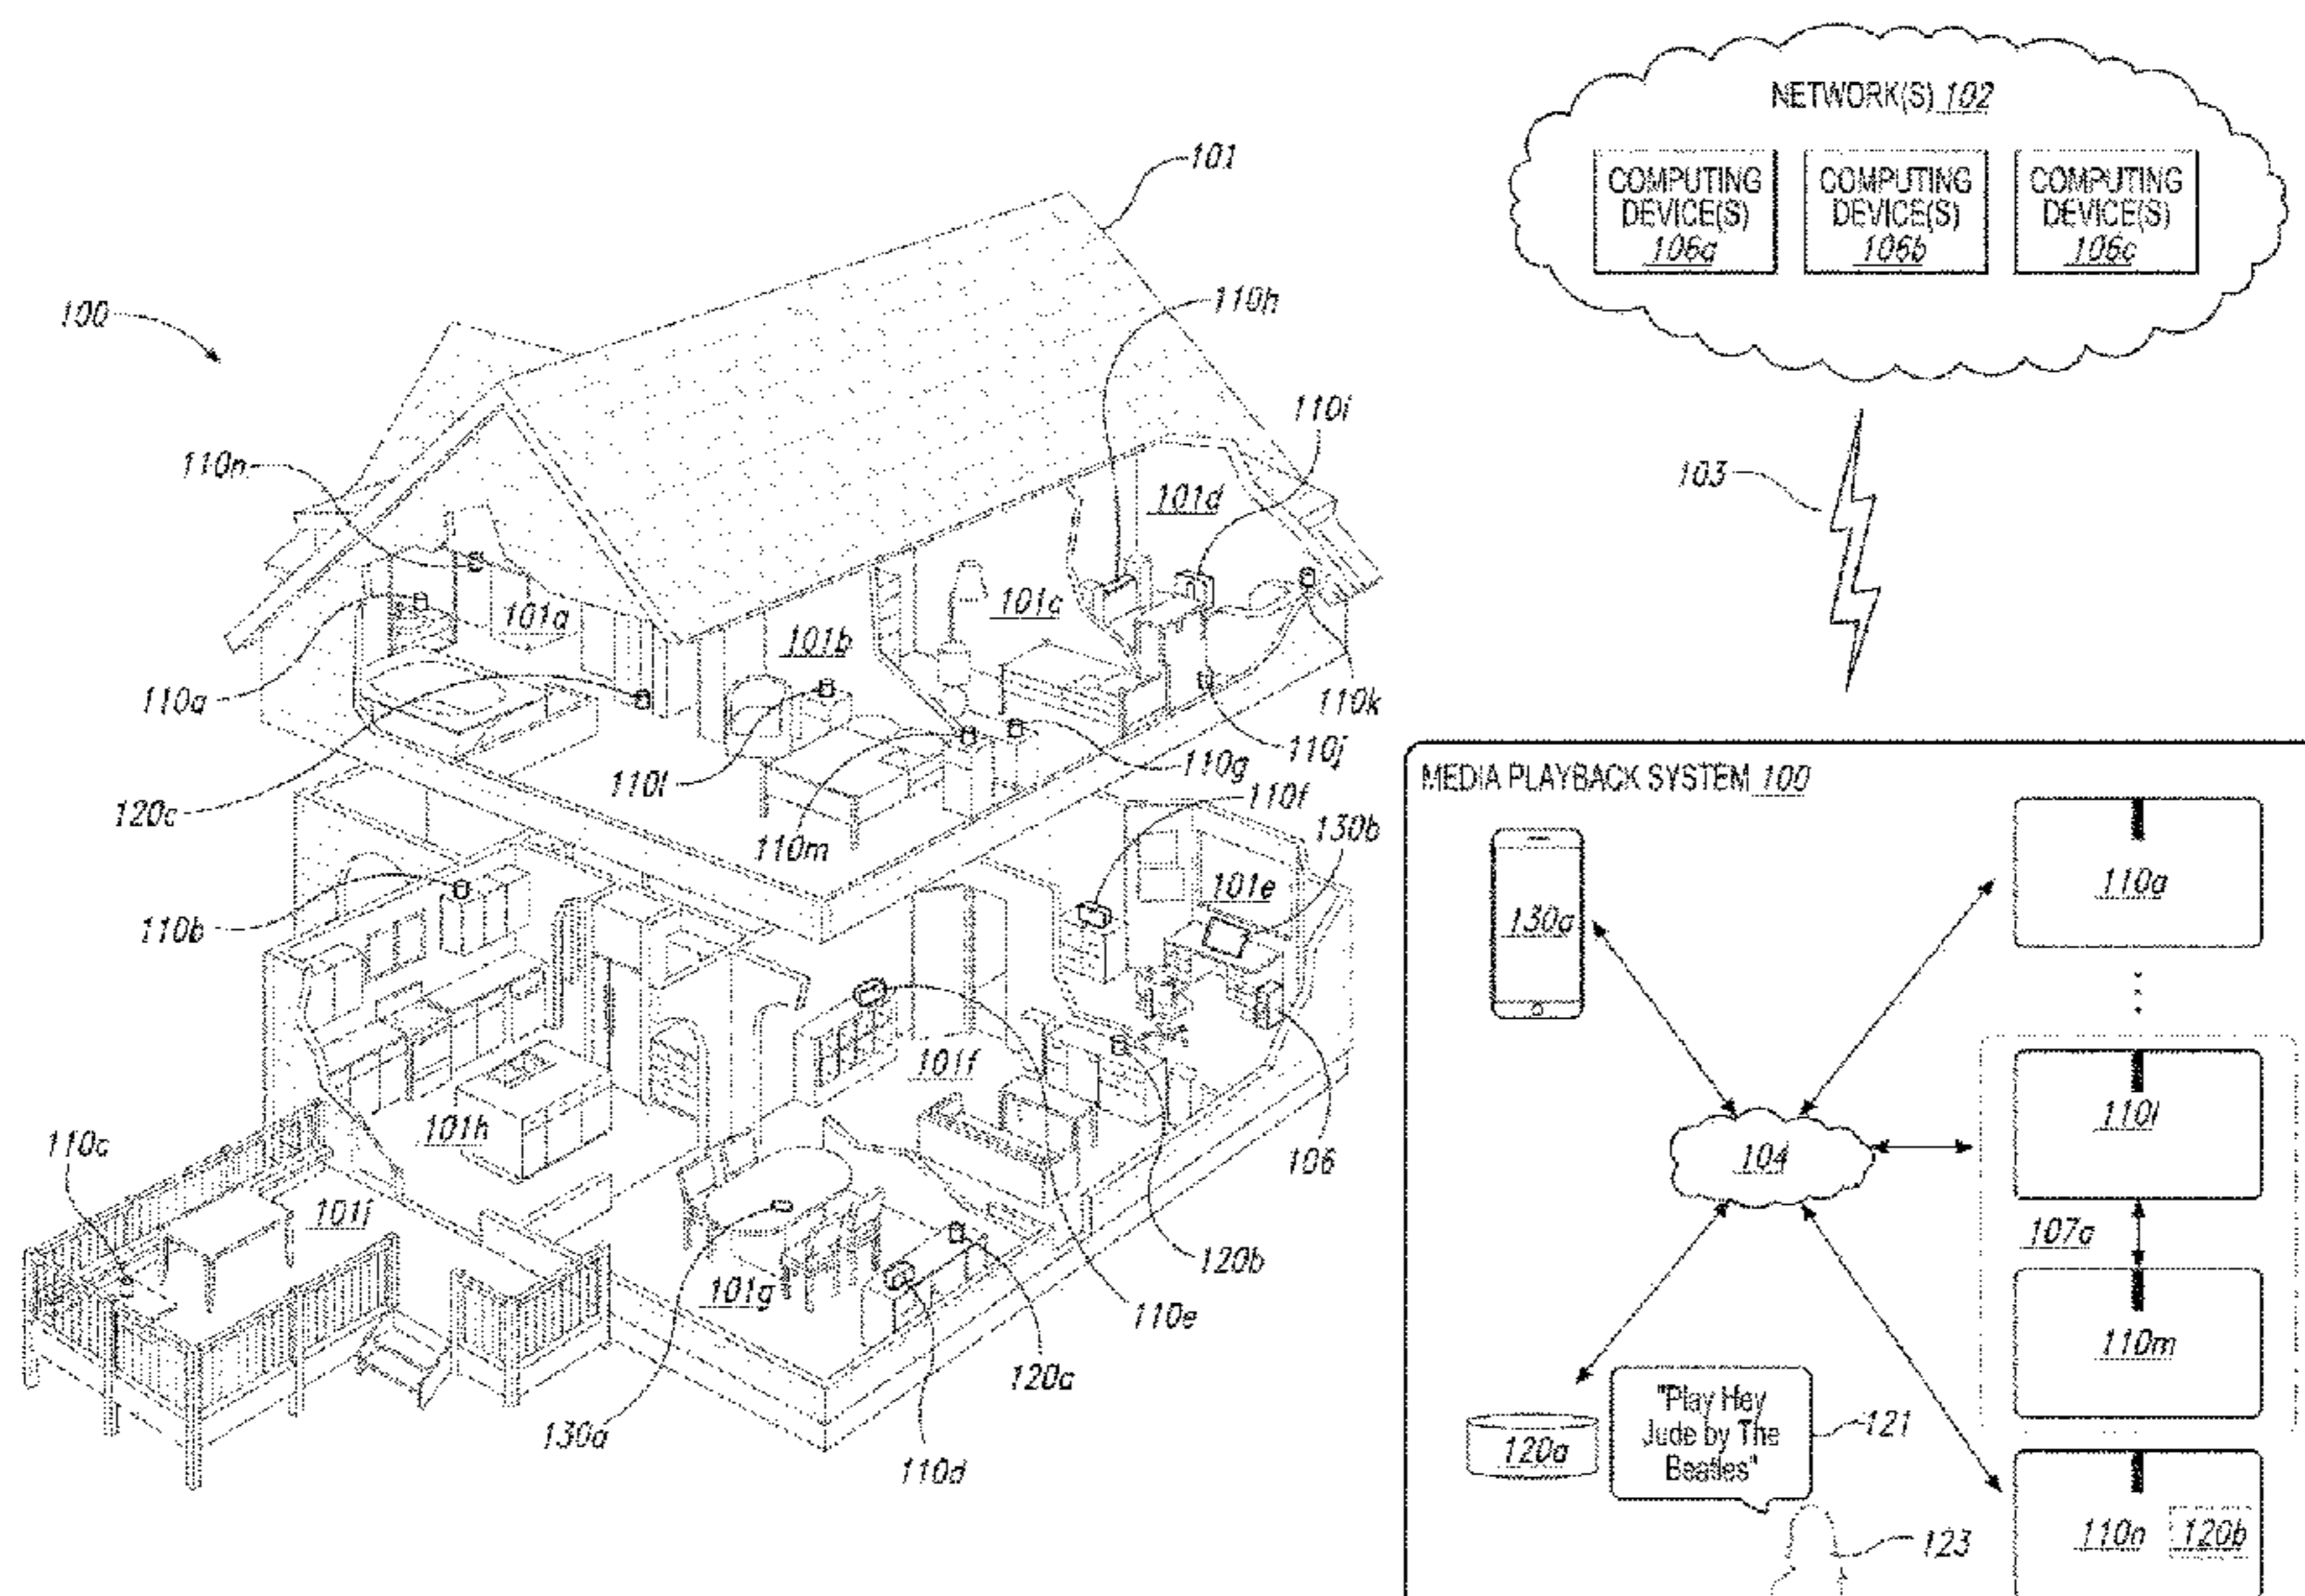 101
100
110h
110i
110n
101d
101a
101b
101c
110a
110k
110j
110l
110g
120c
110f
110m
130b
101e
110b
101f
101h
110c
106
101i
120b
101g
110e
120a
130a
110d
NETWORK(S) 102
COMPUTING DEVICE(S) 106a
COMPUTING DEVICE(S) 106b
COMPUTING DEVICE(S) 106c
103
MEDIA PLAYBACK SYSTEM 100
110a
130a
110l
104
107a
110m
"Play Hey
Jude by The
Beatles"
121
120a
110n 120b
123